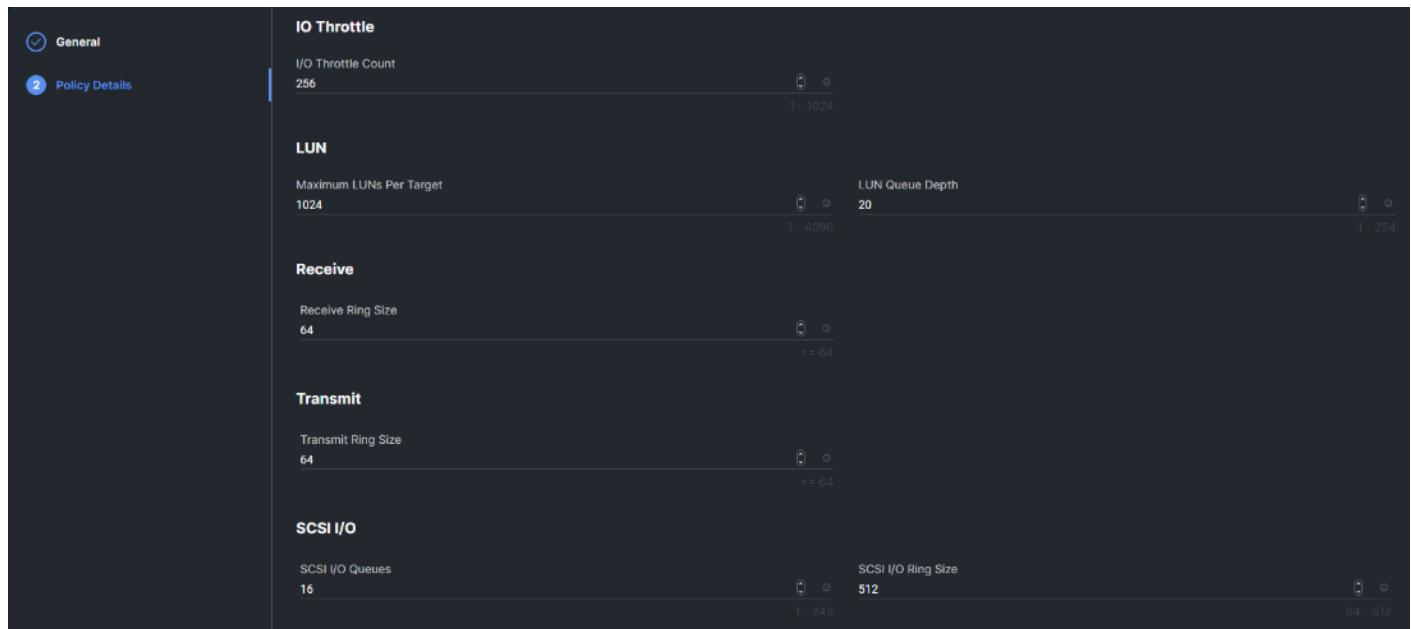 General
2 Policy Details
IO Throttle
I/O Throttle Count
256
1 - 1024
LUN
Maximum LUNs Per Target
1024
1 - 4096
LUN Queue Depth
20
1 - 254
Receive
Receive Ring Size
64
>= 64
Transmit
Transmit Ring Size
64
>= 64
SCSI I/O
SCSI I/O Queues
16
1 - 245
SCSI I/O Ring Size
512
64 - 512